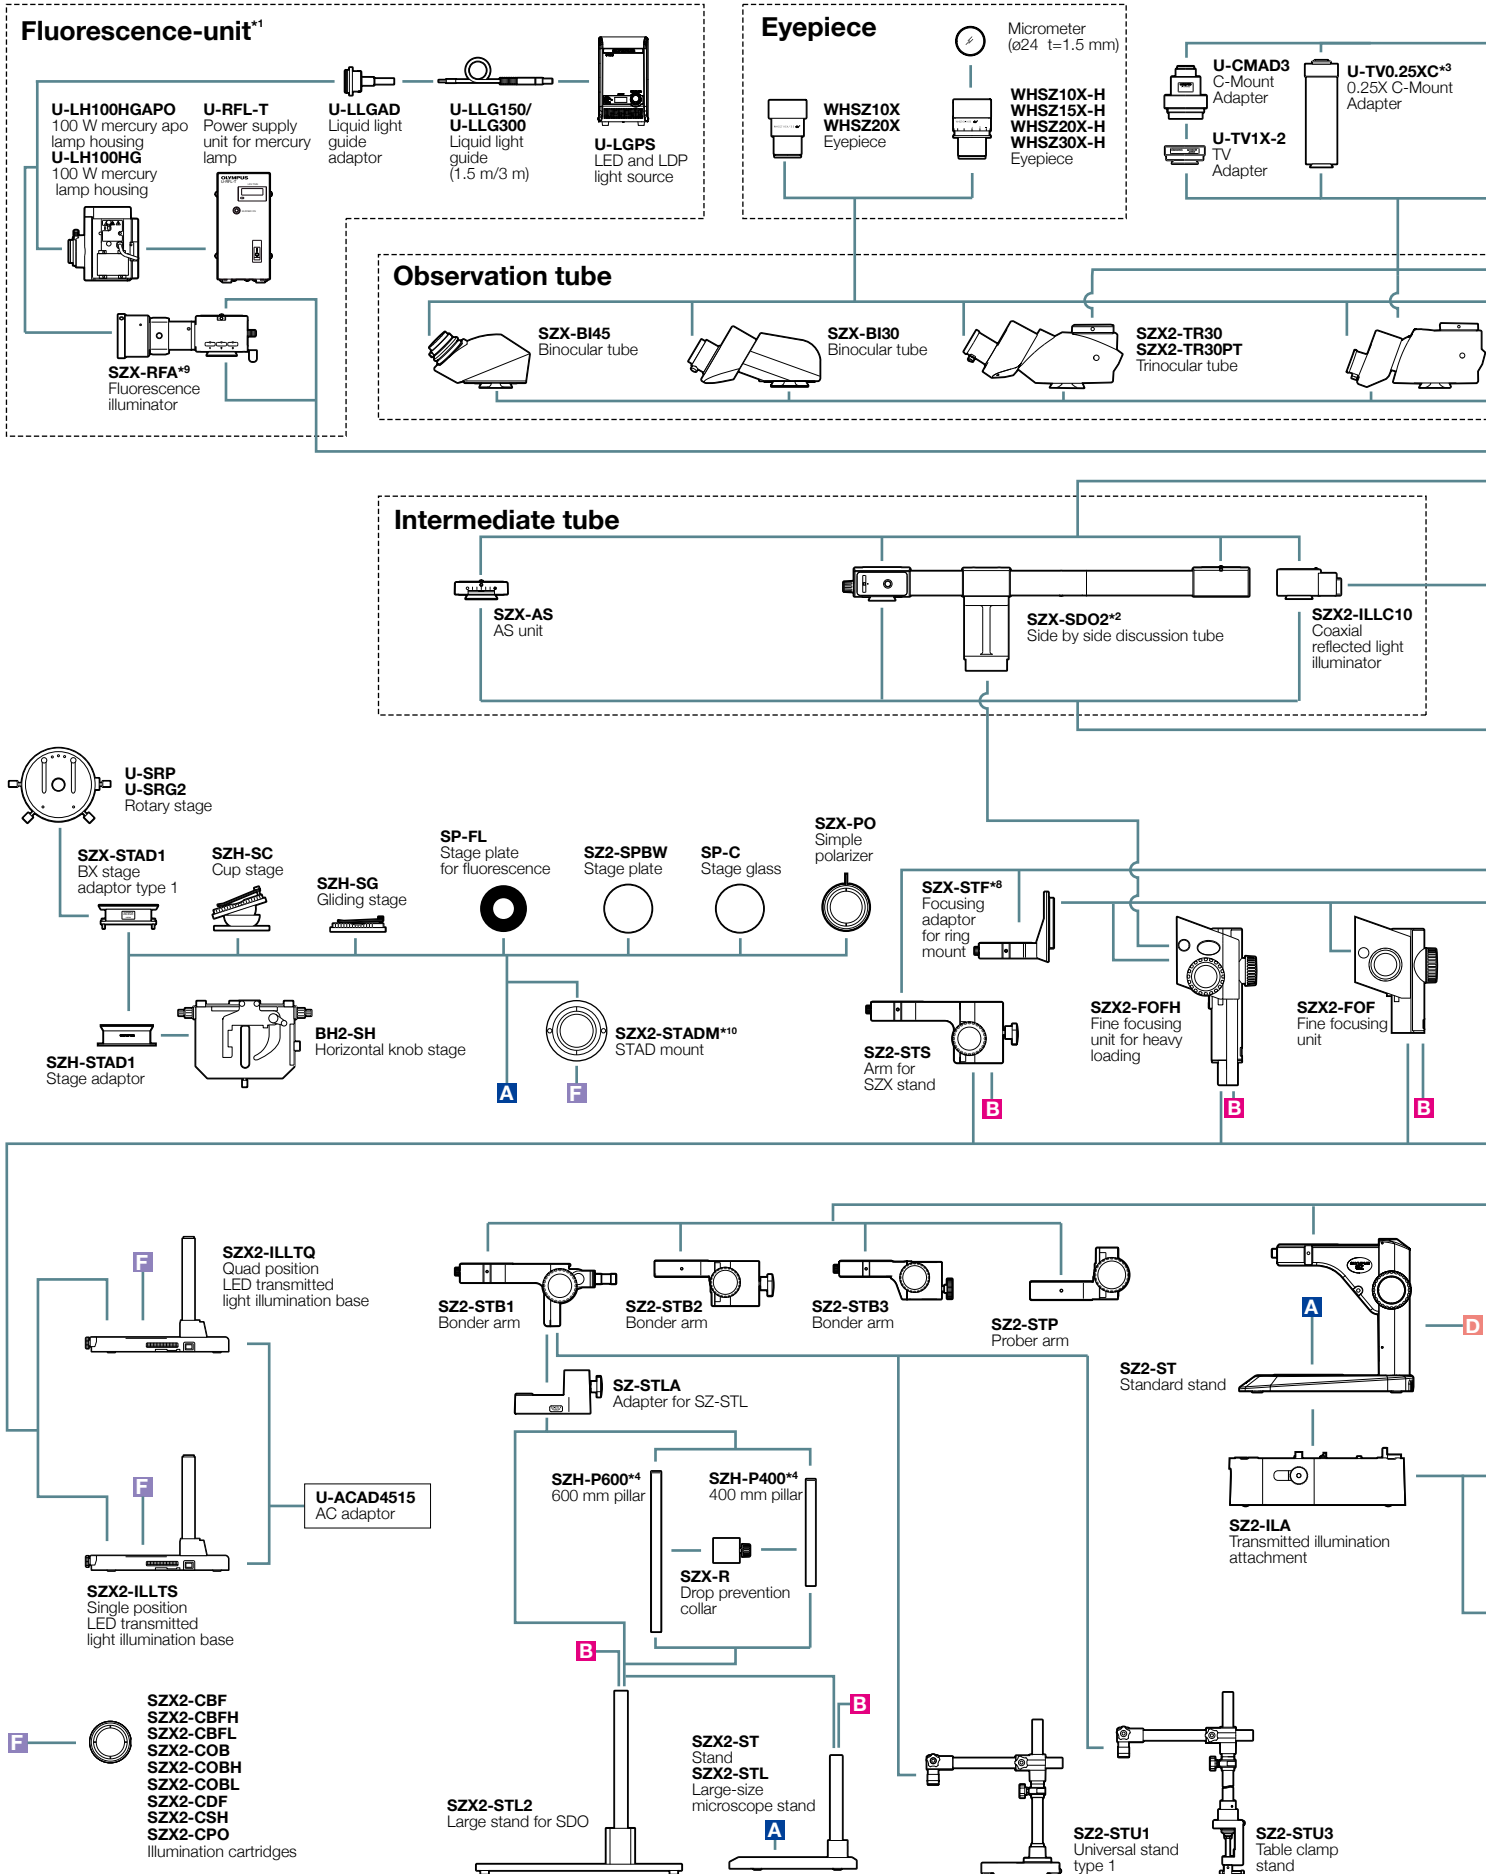 Fluorescence-unit*1
U-LH100HGAPO
100 W mercury apo
lamp housing
U-LH100HG
100 W mercury
lamp housing
U-RFL-T
Power supply
unit for mercury
lamp
U-LLGAD
Liquid light
guide
adaptor
U-LLG150/
U-LLG300
Liquid light
guide
(1.5 m/3 m)
U-LGPS
LED and LDP
light source
OLYMPUS
SZX-RFA*9
Fluorescence
illuminator
Eyepiece
Micrometer
(ø24 t=1.5 mm)
WHSZ10X
WHSZ20X
Eyepiece
WHSZ10X-H
WHSZ15X-H
WHSZ20X-H
WHSZ30X-H
Eyepiece
U-CMAD3
C-Mount
Adapter
U-TV1X-2
TV
Adapter
U-TV0.25XC*3
0.25X C-Mount
Adapter
Observation tube
SZX-BI45
Binocular tube
SZX-BI30
Binocular tube
SZX2-TR30
SZX2-TR30PT
Trinocular tube
Intermediate tube
SZX-AS
AS unit
SZX-SDO2*2
Side by side discussion tube
SZX2-ILLC10
Coaxial
reflected light
illuminator
U-SRP
U-SRG2
Rotary stage
SZX-STAD1
BX stage
adaptor type 1
SZH-SC
Cup stage
SZH-SG
Gliding stage
SP-FL
Stage plate
for fluorescence
SZ2-SPBW
Stage plate
SP-C
Stage glass
SZX-PO
Simple
polarizer
SZH-STAD1
Stage adaptor
BH2-SH
Horizontal knob stage
SZX2-STADM*10
STAD mount
A
F
SZX-STF*8
Focusing
adaptor
for ring
mount
SZ2-STS
Arm for
SZX stand
B
SZX2-FOFH
Fine focusing
unit for heavy
loading
B
SZX2-FOF
Fine focusing
unit
B
F
SZX2-ILLTQ
Quad position
LED transmitted
light illumination base
F
U-ACAD4515
AC adaptor
SZX2-ILLTS
Single position
LED transmitted
light illumination base
SZ2-STB1
Bonder arm
SZ2-STB2
Bonder arm
SZ2-STB3
Bonder arm
SZ2-STP
Prober arm
A
D
SZ2-ST
Standard stand
SZ-STLA
Adapter for SZ-STL
SZH-P600*4
600 mm pillar
SZH-P400*4
400 mm pillar
SZX-R
Drop prevention
collar
SZ2-ILA
Transmitted illumination
attachment
B
B
F
SZX2-CBF
SZX2-CBFH
SZX2-CBFL
SZX2-COB
SZX2-COBH
SZX2-COBL
SZX2-CDF
SZX2-CSH
SZX2-CPO
Illumination cartridges
SZX2-STL2
Large stand for SDO
SZX2-ST
Stand
SZX2-STL
Large-size
microscope stand
A
SZ2-STU1
Universal stand
type 1
SZ2-STU3
Table clamp
stand